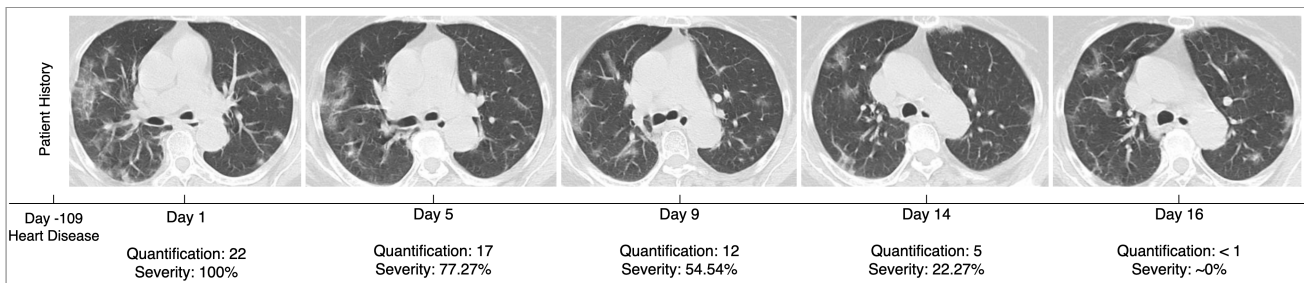 Patient History
Day -109
Heart Disease
Day 1
Quantification: 22
Severity: 100%
Day 5
Quantification: 17
Severity: 77.27%
Day 9
Quantification: 12
Severity: 54.54%
Day 14
Quantification: 5
Severity: 22.27%
Day 16
Quantification: < 1
Severity: ~0%